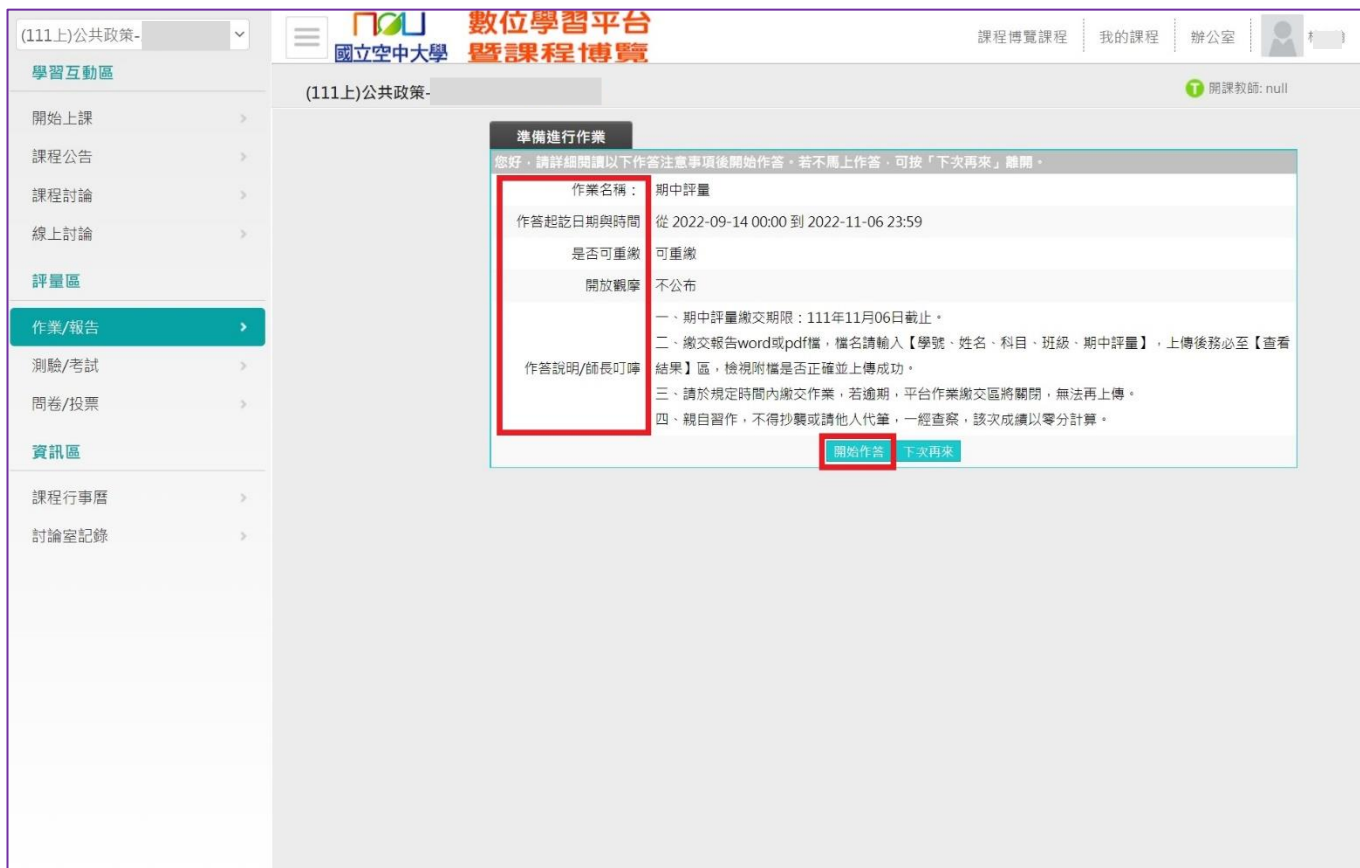 (111上)公共政策-
學習互動區
開始上課
課程公告
課程討論
線上討論
評量區
作業/報告
測驗/考試
問卷/投票
資訊區
課程行事曆
討論室記錄
nou
國立空中大學
數位學習平台
暨課程博覽
課程博覽課程
我的課程
辦公室
(111上)公共政策-
T 開課教師: null
準備進行作業
您好，請詳細閱讀以下作答注意事項後開始作答。若不馬上作答，可按「下次再來」離開。
作業名稱： 期中評量
作答起訖日期與時間 從 2022-09-14 00:00 到 2022-11-06 23:59
是否可重繳 可重繳
開放觀摩 不公布
作答說明/師長叮嚀
一、期中評量繳交期限：111年11月06日截止。
二、繳交報告word或pdf檔，檔名請輸入【學號、姓名、科目、班級、期中評量】，上傳後務必至【查看
結果】區，檢視附檔是否正確並上傳成功。
三、請於規定時間內繳交作業，若逾期，平台作業繳交區將關閉，無法再上傳。
四、親自習作，不得抄襲或請他人代筆，一經查察，該次成績以零分計算。
開始作答 下次再來